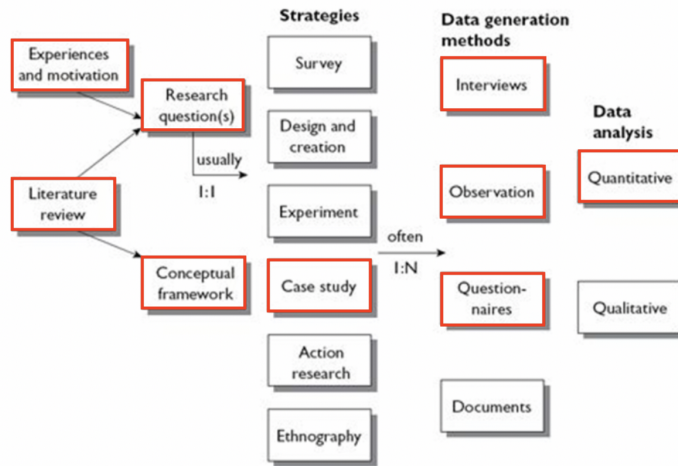 Strategies
Data generation
methods
Experiences
and motivation
Survey
Research
question(s)
Interviews
Data
analysis
Design and
creation
usually
1:1
Literature
review
Observation
Quantitative
Experiment
often
1:N
Conceptual
framework
Case study
Question-
naires
Qualitative
Action
research
Documents
Ethnography